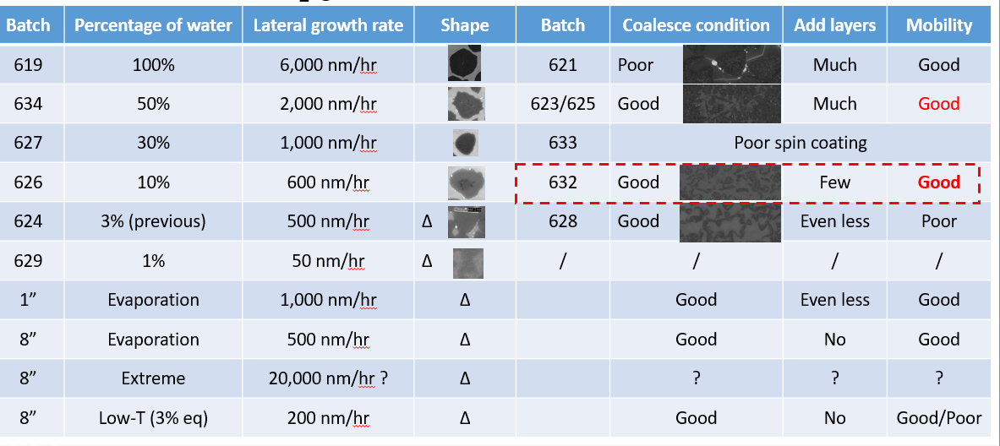 Batch Percentage of water Lateral growth rate Shape Batch Coalesce condition Add layers Mobility
619 100% 6,000 nm/hr 621 Poor Much Good
634 50% 2,000 nm/hr 623/625 Good Much Good
627 30% 1,000 nm/hr 633 Poor spin coating
626 10% 600 nm/hr 632 Good Few Good
624 3% (previous) 500 nm/hr Δ 628 Good Even less Poor
629 1% 50 nm/hr Δ / / / /
1” Evaporation 1,000 nm/hr Δ Good Even less Good
8” Evaporation 500 nm/hr Δ Good No Good
8” Extreme 20,000 nm/hr ? Δ ? ? ?
8” Low-T (3% eq) 200 nm/hr Δ Good No Good/Poor